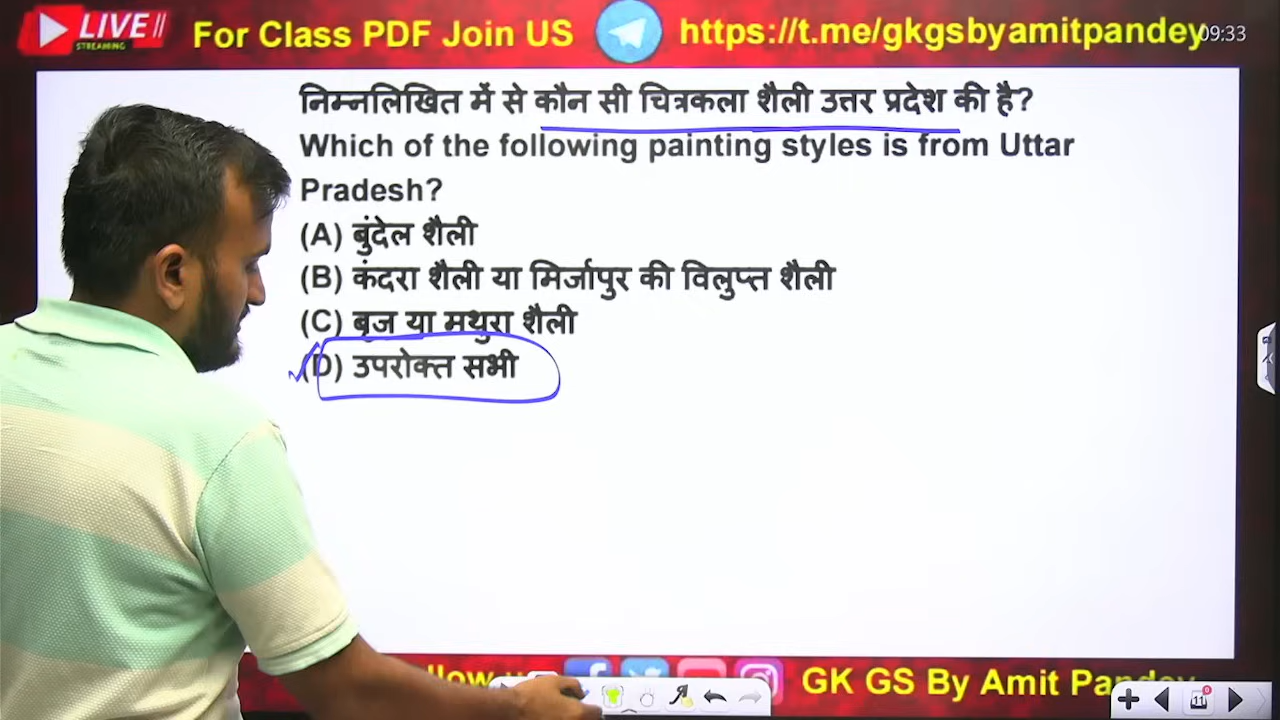 LIVE
STREAMING
For Class PDF Join US
https://t.me/gkgsbyamitpandey
09:33
निम्नलिखित में से कौन सी चित्रकला शैली उत्तर प्रदेश की है?
Which of the following painting styles is from Uttar
Pradesh?
(A) बुंदेल शैली
(B) कंदरा शैली या मिर्जापुर की विलुप्त शैली
(C) बृज या मथुरा शैली
(D) उपरोक्त सभी
GK GS By Amit Pandey
11